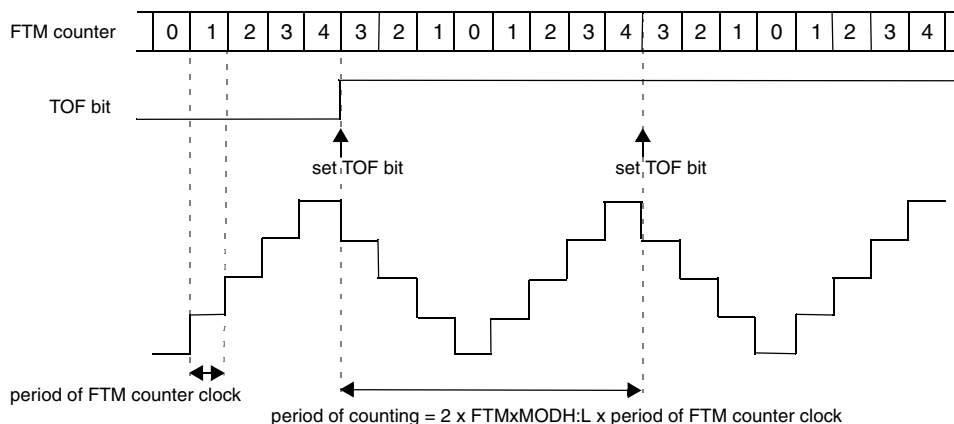 FTM counter 0 1 2 3 4 3 2 1 0 1 2 3 4 3 2 1 0 1 2 3 4
TOF bit
set TOF bit set TOF bit
period of FTM counter clock
period of counting = 2 x FTMxMODH:L x period of FTM counter clock